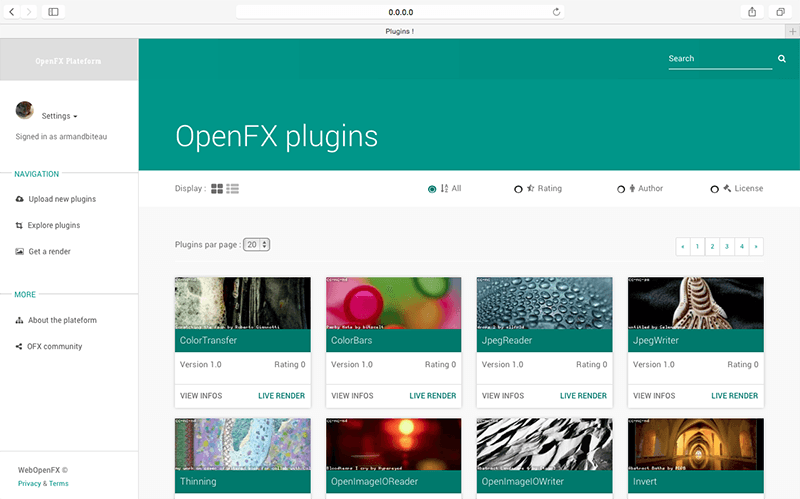 0.0.0.0
Plugins !
OpenFX Plateform
Search
Settings
Signed in as armandbiteau
OpenFX plugins
NAVIGATION
Upload new plugins
Explore plugins
Get a render
MORE
About the plateform
OFX community
WebOpenFX ©
Privacy & Terms
Display :
All
Rating
Author
License
Plugins par page : 20
« 1 2 3 4 »
ColorTransfer
ColorBars
JpegReader
JpegWriter
Version 1.0 Rating 0
Version 1.0 Rating 0
Version 1.0 Rating 0
Version 1.0 Rating 0
VIEW INFOS LIVE RENDER
VIEW INFOS LIVE RENDER
VIEW INFOS LIVE RENDER
VIEW INFOS LIVE RENDER
Thinning
OpenImageIOReader
OpenImageIOWriter
Invert